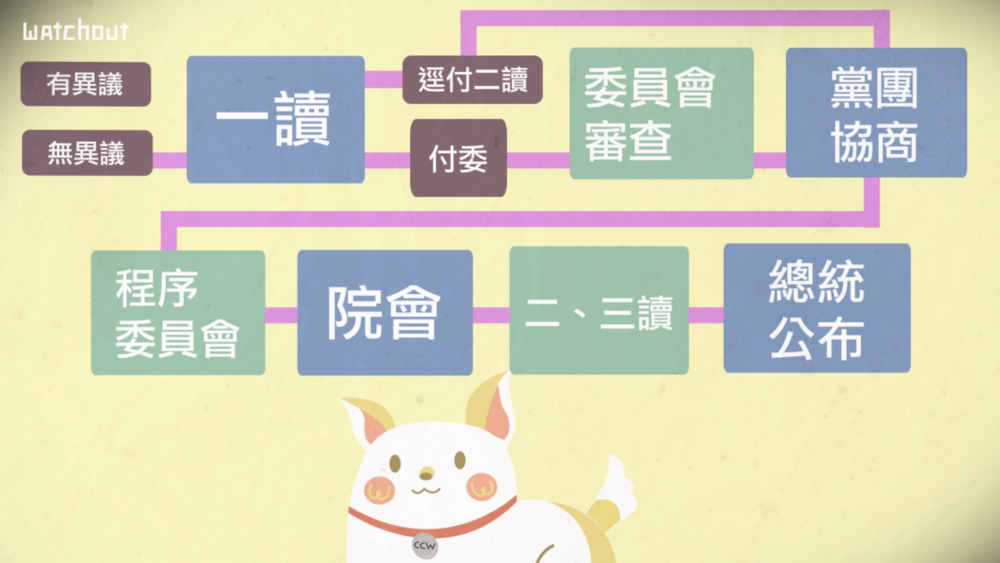 watchout
有異議
無異議
一讀
逕付二讀
付委
委員會
審查
黨團
協商
程序
委員會
院會
二、三讀
總統
公布
CCW